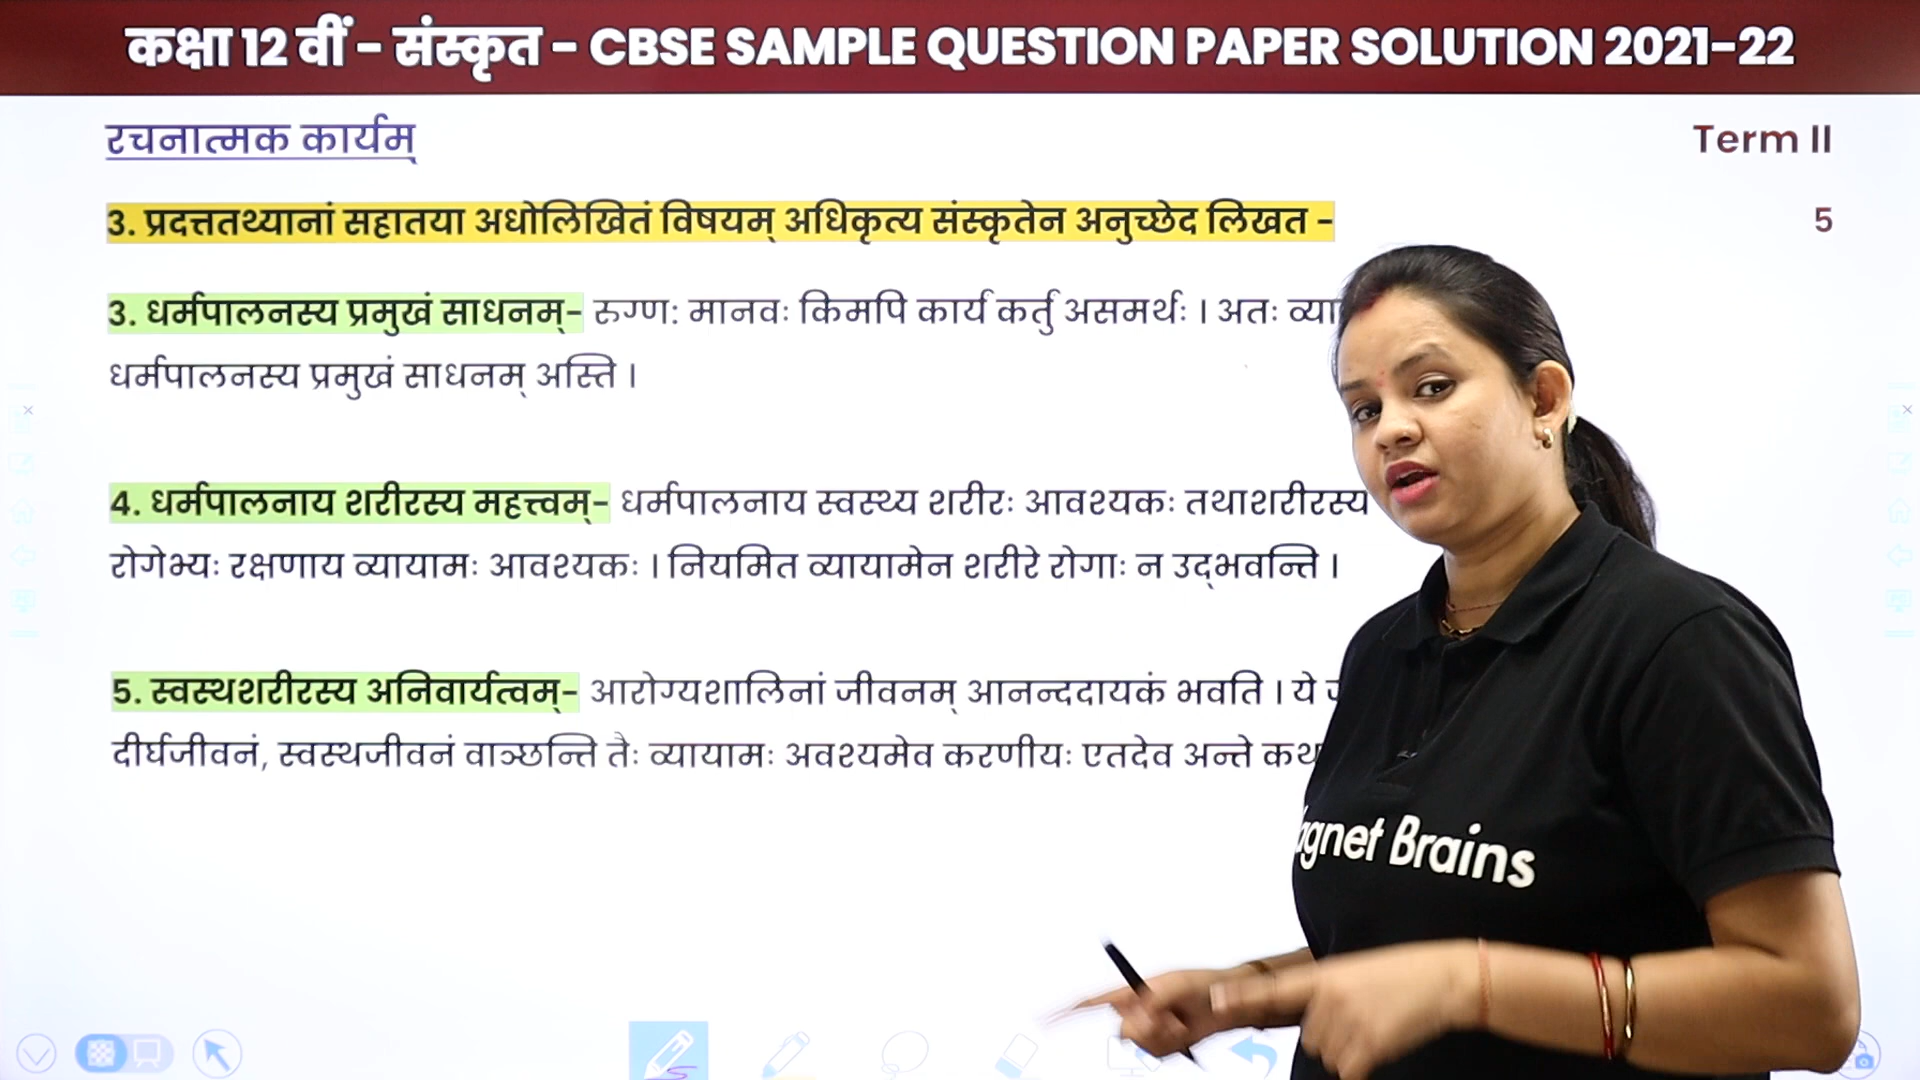 कक्षा 12 वीं - संस्कृत - CBSE SAMPLE QUESTION PAPER SOLUTION 2021-22
रचनात्मक कार्यम्
Term II
3. प्रदत्ततथ्यानां सहातया अधोलिखितं विषयम् अधिकृत्य संस्कृतेन अनुच्छेद लिखत -
5
3. धर्मपालनस्य प्रमुखं साधनम्- रुग्ण: मानवः किमपि कार्यं कर्तु असमर्थः । अतः
धर्मपालनस्य प्रमुखं साधनम् अस्ति ।
4. धर्मपालनाय शरीरस्य महत्त्वम्- धर्मपालनाय स्वस्थ्य शरीरः आवश्यकः तथाशरीरस्य
रोगेभ्यः रक्षणाय व्यायामः आवश्यकः । नियमित व्यायामेन शरीरे रोगाः न उद्भवन्ति ।
5. स्वस्थशरीरस्य अनिवार्यत्वम्- आरोग्यशालिनां जीवनम् आनन्ददायकं भवति । ये
दीर्घजीवनं, स्वस्थजीवनं वाञ्छन्ति तैः व्यायामः अवश्यमेव करणीयः एतदेव अन्ते
Brains